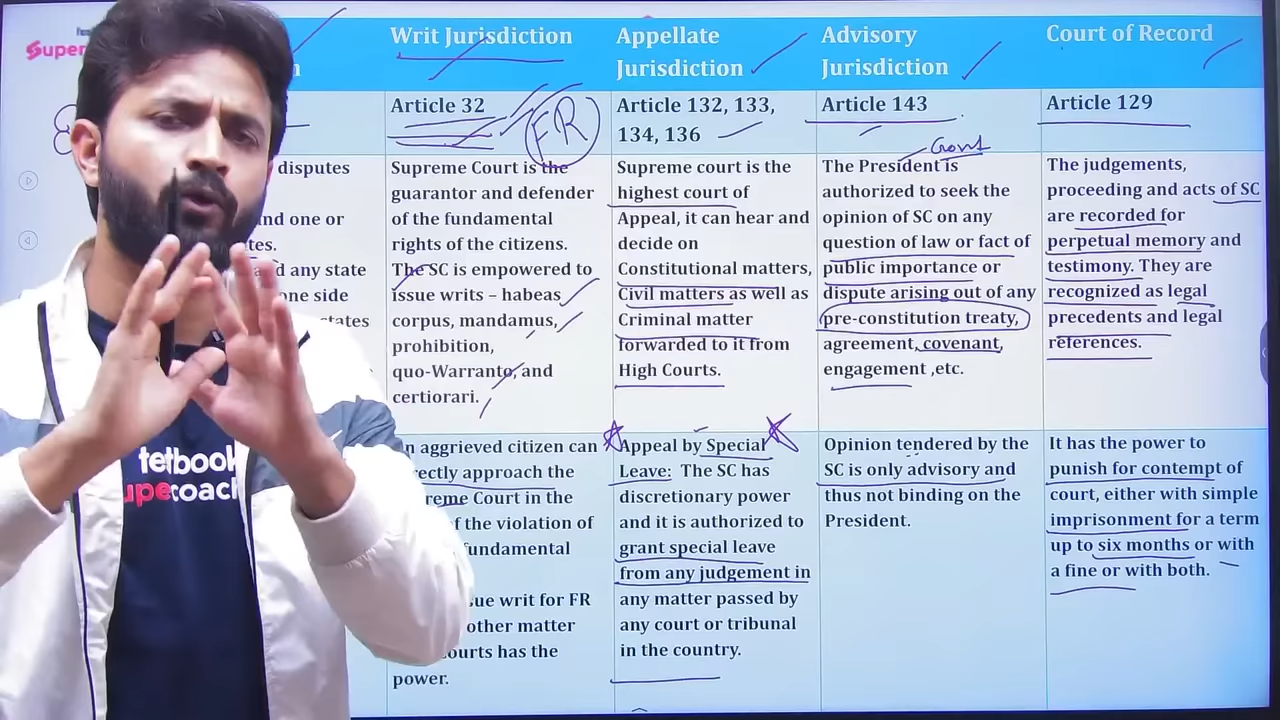 Super
Writ Jurisdiction
Appellate
Jurisdiction
Advisory
Jurisdiction
Court of Record
Article 32
FR
Article 132, 133,
134, 136
Article 143
Article 129
disputes
nd one or
tes.
and any state
one side
states
Supreme Court is the
guarantor and defender
of the fundamental
rights of the citizens.
The SC is empowered to
issue writs – habeas
corpus, mandamus,
prohibition,
quo-Warranto, and
certiorari.
Supreme court is the
highest court of
Appeal, it can hear and
decide on
Constitutional matters,
Civil matters as well as
Criminal matter
forwarded to it from
High Courts.
Govt
The President is
authorized to seek the
opinion of SC on any
question of law or fact of
public importance or
dispute arising out of any
pre-constitution treaty,
agreement, covenant,
engagement ,etc.
The judgements,
proceeding and acts of SC
are recorded for
perpetual memory and
testimony. They are
recognized as legal
precedents and legal
references.
n aggrieved citizen can
rectly approach the
reme Court in the
f the violation of
fundamental
sue writ for FR
other matter
ourts has the
power.
Appeal by Special
Leave: The SC has
discretionary power
and it is authorized to
grant special leave
from any judgement in
any matter passed by
any court or tribunal
in the country.
Opinion tendered by the
SC is only advisory and
thus not binding on the
President.
It has the power to
punish for contempt of
court, either with simple
imprisonment for a term
up to six months or with
a fine or with both.
tetbook
upercoach